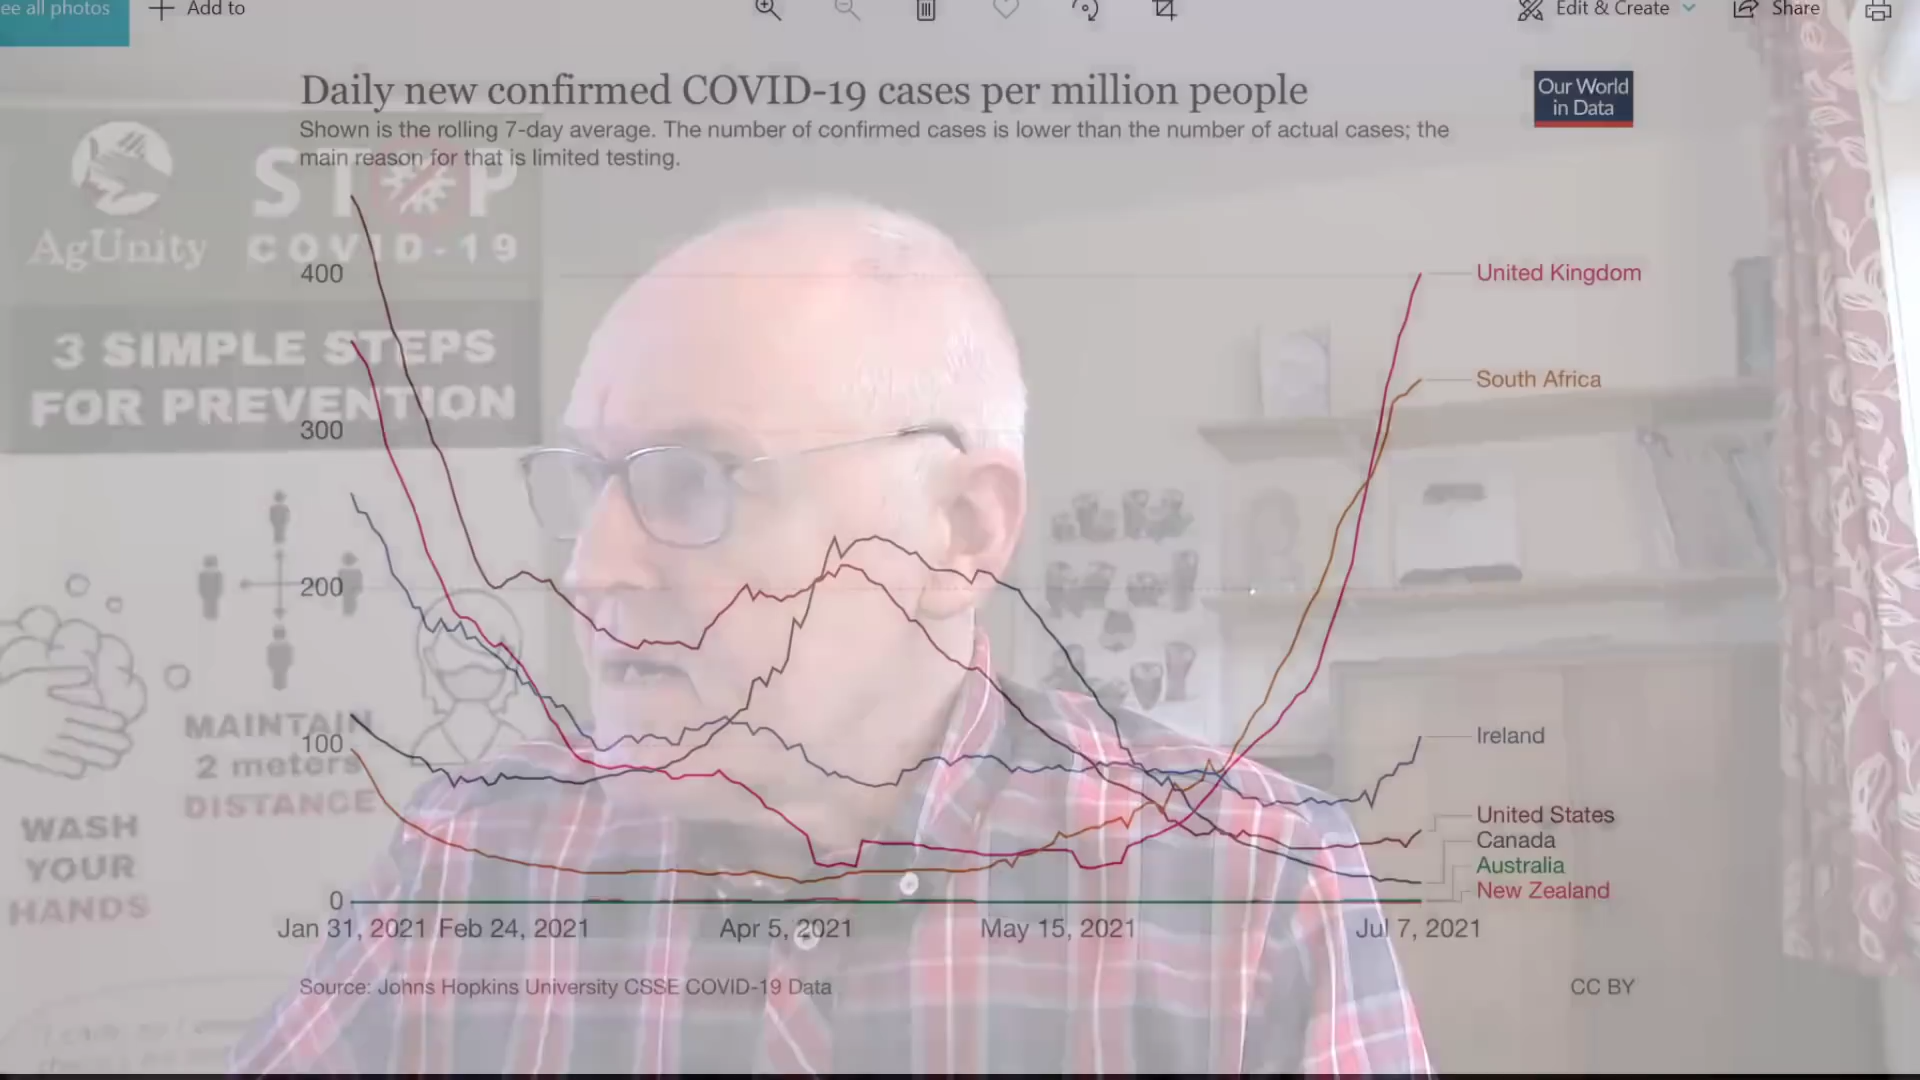 ee all photos
Add to
Edit & Create
Share
Daily new confirmed COVID-19 cases per million people
Our World
in Data
Shown is the rolling 7-day average. The number of confirmed cases is lower than the number of actual cases; the
main reason for that is limited testing.
AgUnity
STOP
COVID-19
3 SIMPLE STEPS
FOR PREVENTION
MAINTAIN
2 meters
DISTANCE
WASH
YOUR
HANDS
400
300
200
100
0
United Kingdom
South Africa
Ireland
United States
Canada
Australia
New Zealand
Jan 31, 2021
Feb 24, 2021
Apr 5, 2021
May 15, 2021
Jul 7, 2021
Source: Johns Hopkins University CSSE COVID-19 Data
CC BY